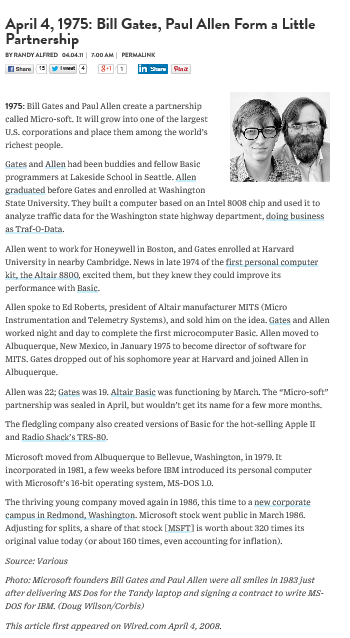 April 4, 1975: Bill Gates, Paul Allen Form a Little
Partnership
BY RANDY ALFRED 04.04.11 | 7:00 AM | PERMALINK
Share 15 Tweet 4 +1 1 Share Pin it
1975: Bill Gates and Paul Allen create a partnership
called Micro-soft. It will grow into one of the largest
U.S. corporations and place them among the world's
richest people.
Gates and Allen had been buddies and fellow Basic
programmers at Lakeside School in Seattle. Allen
graduated before Gates and enrolled at Washington
State University. They built a computer based on an Intel 8008 chip and used it to
analyze traffic data for the Washington state highway department, doing business
as Traf-O-Data.
Allen went to work for Honeywell in Boston, and Gates enrolled at Harvard
University in nearby Cambridge. News in late 1974 of the first personal computer
kit, the Altair 8800, excited them, but they knew they could improve its
performance with Basic.
Allen spoke to Ed Roberts, president of Altair manufacturer MITS (Micro
Instrumentation and Telemetry Systems), and sold him on the idea. Gates and Allen
worked night and day to complete the first microcomputer Basic. Allen moved to
Albuquerque, New Mexico, in January 1975 to become director of software for
MITS. Gates dropped out of his sophomore year at Harvard and joined Allen in
Albuquerque.
Allen was 22; Gates was 19. Altair Basic was functioning by March. The "Micro-soft"
partnership was sealed in April, but wouldn't get its name for a few more months.
The fledgling company also created versions of Basic for the hot-selling Apple II
and Radio Shack's TRS-80.
Microsoft moved from Albuquerque to Bellevue, Washington, in 1979. It
incorporated in 1981, a few weeks before IBM introduced its personal computer
with Microsoft's 16-bit operating system, MS-DOS 1.0.
The thriving young company moved again in 1986, this time to a new corporate
campus in Redmond, Washington. Microsoft stock went public in March 1986.
Adjusting for splits, a share of that stock [MSFT] is worth about 320 times its
original value today (or about 160 times, even accounting for inflation).
Source: Various
Photo: Microsoft founders Bill Gates and Paul Allen were all smiles in 1983 just
after delivering MS Dos for the Tandy laptop and signing a contract to write MS-
DOS for IBM. (Doug Wilson/Corbis)
This article first appeared on Wired.com April 4, 2008.